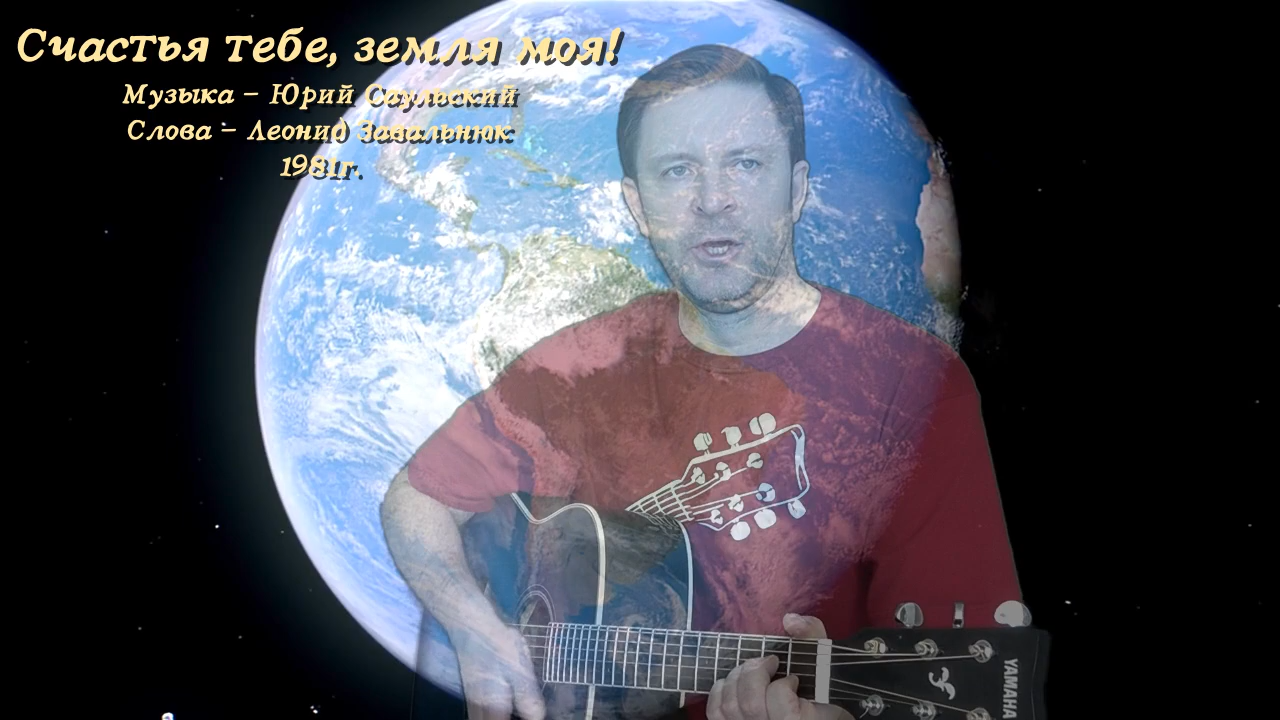 Счастья тебе, земля моя!
Музыка - Юрий Саульский
Слова - Леонид Завальнюк
1981г.
YAMAHA